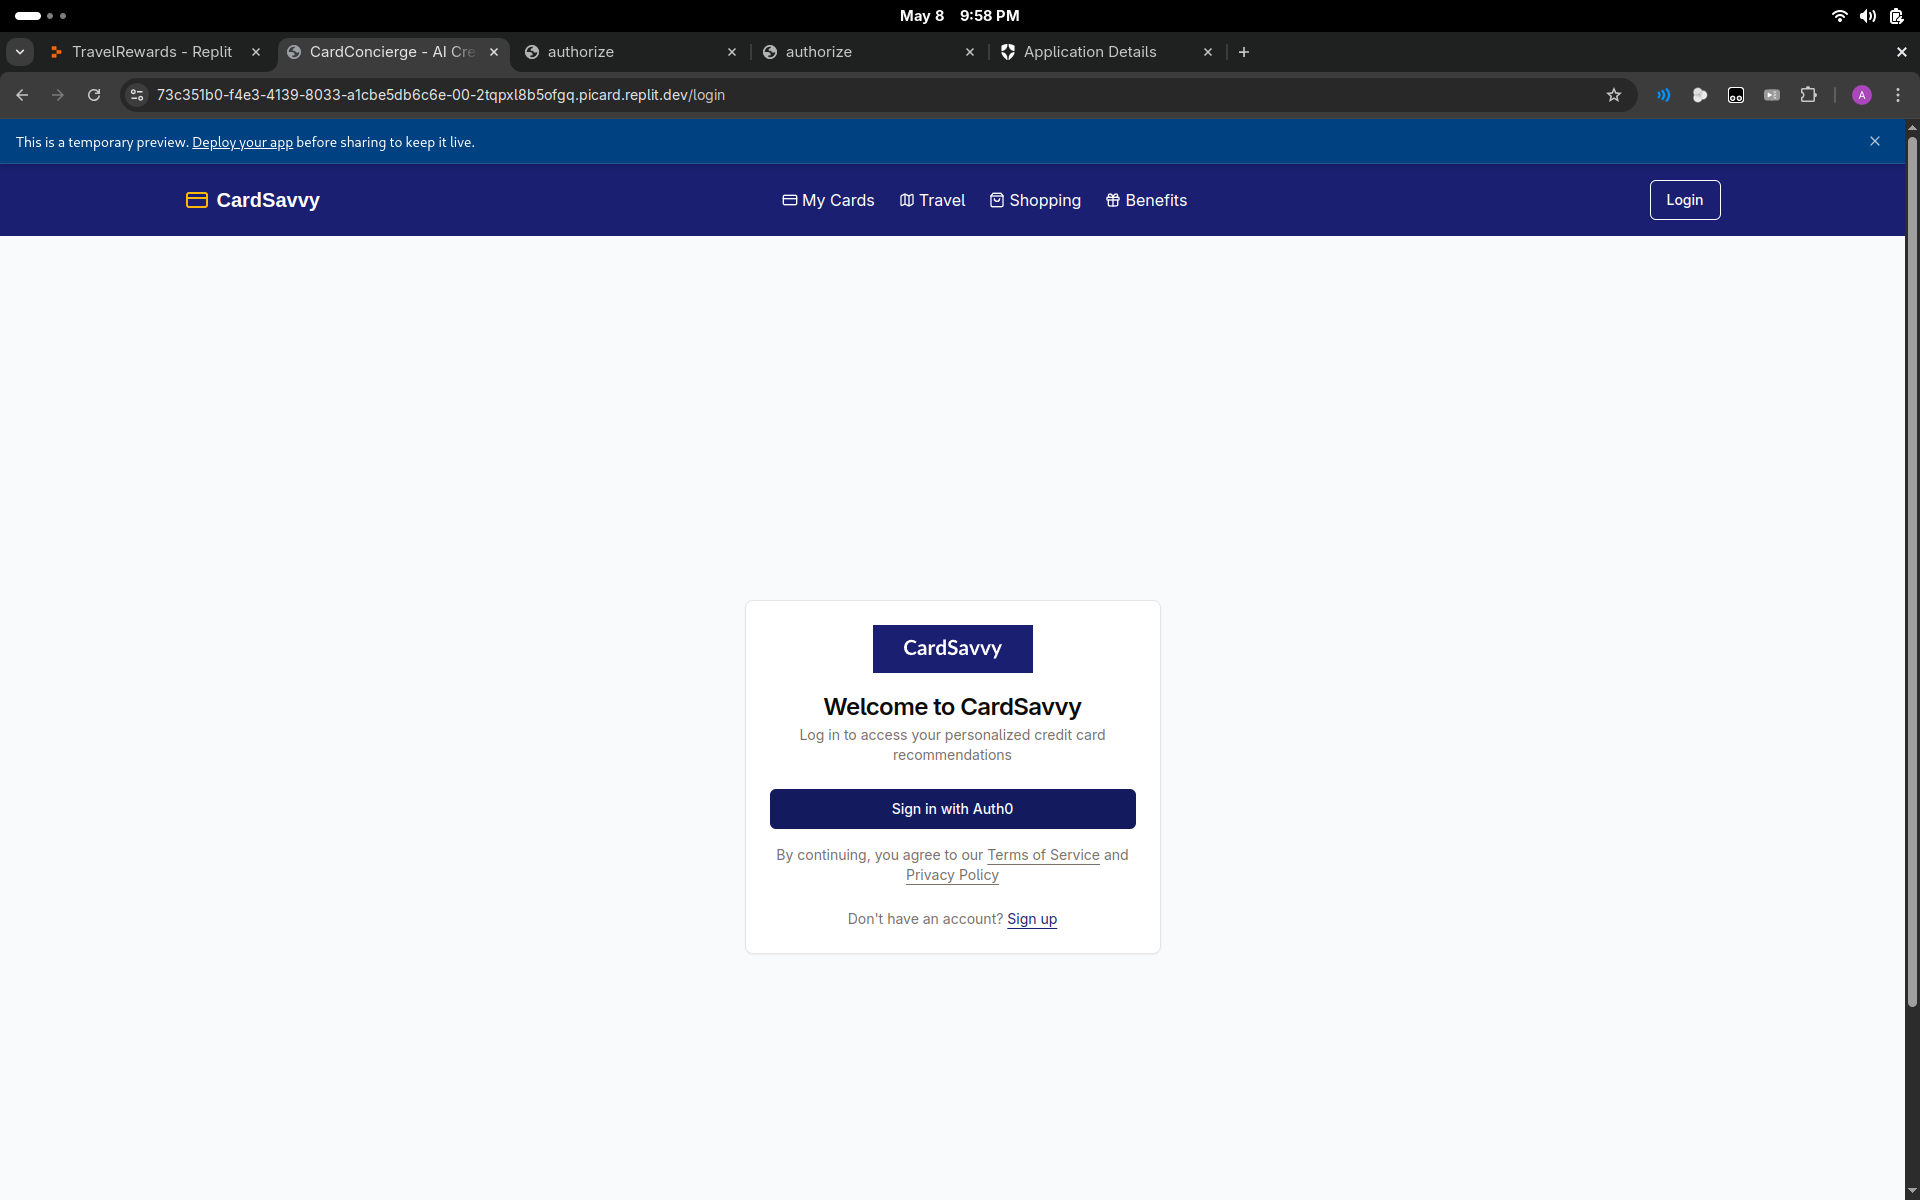 May 8 9:58 PM
TravelRewards - Replit
CardConcierge - AI Cre
authorize
authorize
Application Details
73c351b0-f4e3-4139-8033-a1cbe5db6c6e-00-2tqpxl8b5ofgq.picard.replit.dev/login
A
This is a temporary preview. Deploy your app before sharing to keep it live.
CardSavvy
My Cards
Travel
Shopping
Benefits
Login
CardSavvy
Welcome to CardSavvy
Log in to access your personalized credit card
recommendations
Sign in with Auth0
By continuing, you agree to our Terms of Service and
Privacy Policy
Don't have an account? Sign up